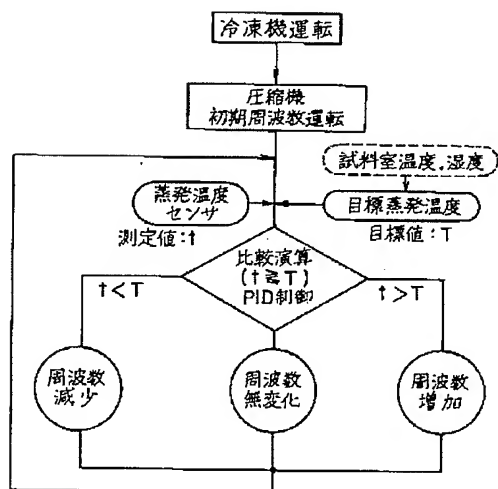 冷凍機運転
圧縮機
初期周波数運転
試料室温度,湿度
蒸発温度
センサ
目標蒸発温度
測定値:t
目標値:T
比較演算
(t≷T)
PID制御
t<T
t>T
周波数
減少
周波数
無変化
周波数
増加